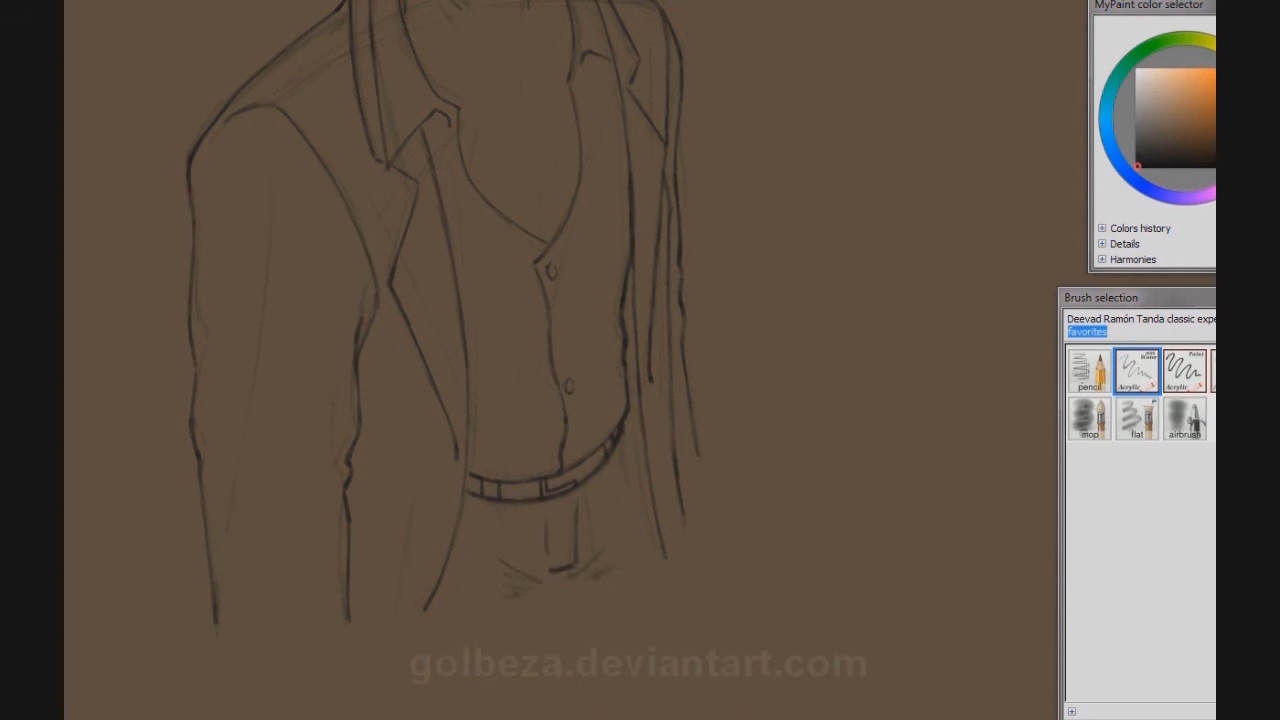 MyPaint color selector
Colors history
Details
Harmonies
Brush selection
Deevad Ramón Tanda classic expe
favorites
pencil
Acrylic
Paint
Acrylic
mop
flat
airbrush
golbeza.deviantart.com